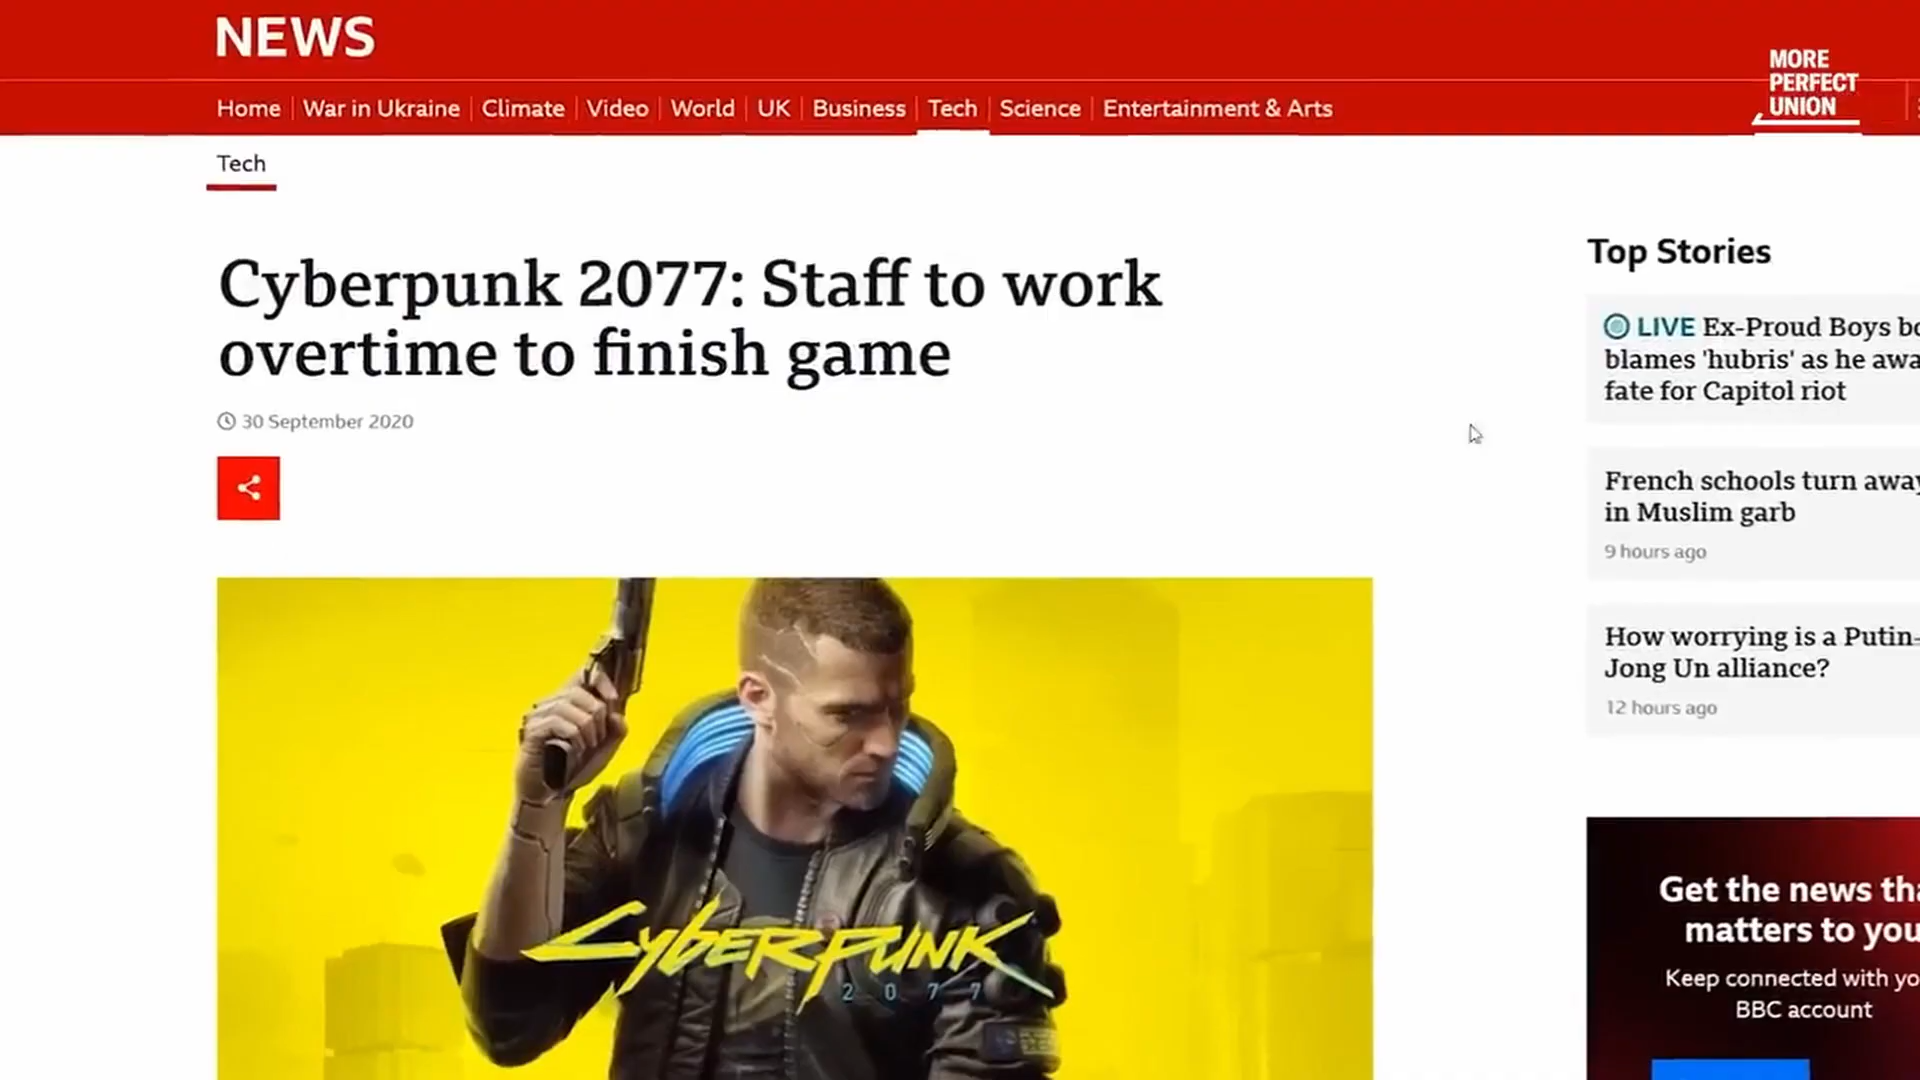 NEWS
MORE
PERFECT
UNION
Home
War in Ukraine
Climate
Video
World
UK
Business
Tech
Science
Entertainment & Arts
Tech
Cyberpunk 2077: Staff to work
overtime to finish game
30 September 2020
CYBERPUNK
2077
Top Stories
LIVE Ex-Proud Boys
blames 'hubris' as he
fate for Capitol riot
French schools turn
in Muslim garb
9 hours ago
How worrying is a Putin-
Jong Un alliance?
12 hours ago
Get the news
matters to
Keep connected with
BBC account